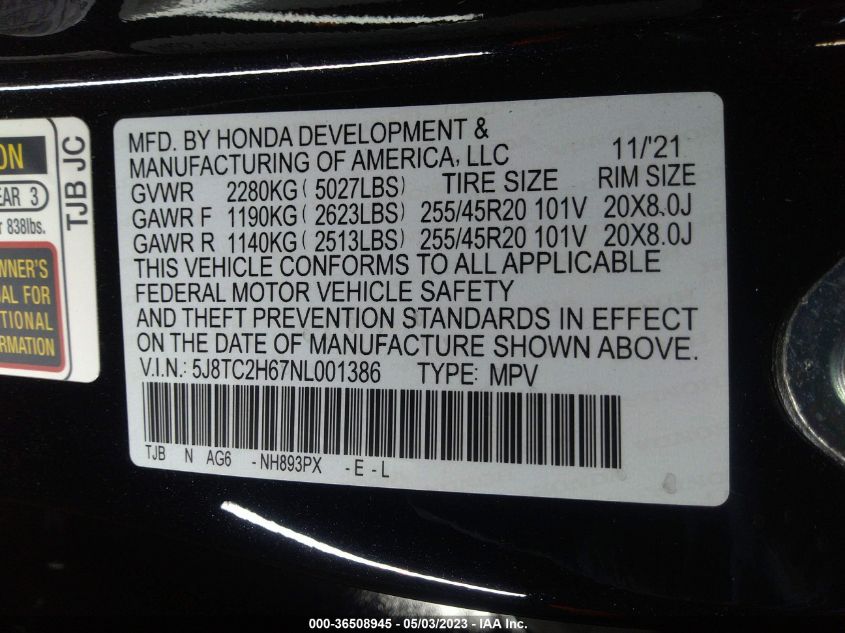 ON
EAR 3
r 838lbs.
WNER'S
AL FOR
TIONAL
RMATION
TJB JC
MFD. BY HONDA DEVELOPMENT &
MANUFACTURING OF AMERICA, LLC 11/'21
GVWR 2280KG ( 5027LBS) TIRE SIZE RIM SIZE
GAWR F 1190KG ( 2623LBS) 255/45R20 101V 20X8.0J
GAWR R 1140KG ( 2513LBS) 255/45R20 101V 20X8.0J
THIS VEHICLE CONFORMS TO ALL APPLICABLE
FEDERAL MOTOR VEHICLE SAFETY
AND THEFT PREVENTION STANDARDS IN EFFECT
ON THE DATE OF MANUFACTURE SHOWN ABOVE.
V.I.N.: 5J8TC2H67NL001386 TYPE: MPV
TJB N AG6 -NH893PX -E-L
000-36508945 - 05/03/2023 - IAA Inc.